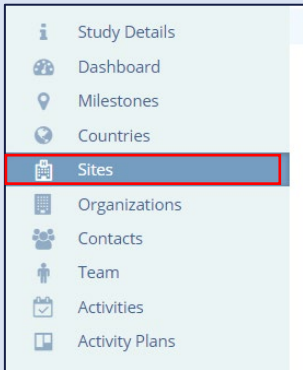 Study Details
Dashboard
Milestones
Countries
Sites
Organizations
Contacts
Team
Activities
Activity Plans